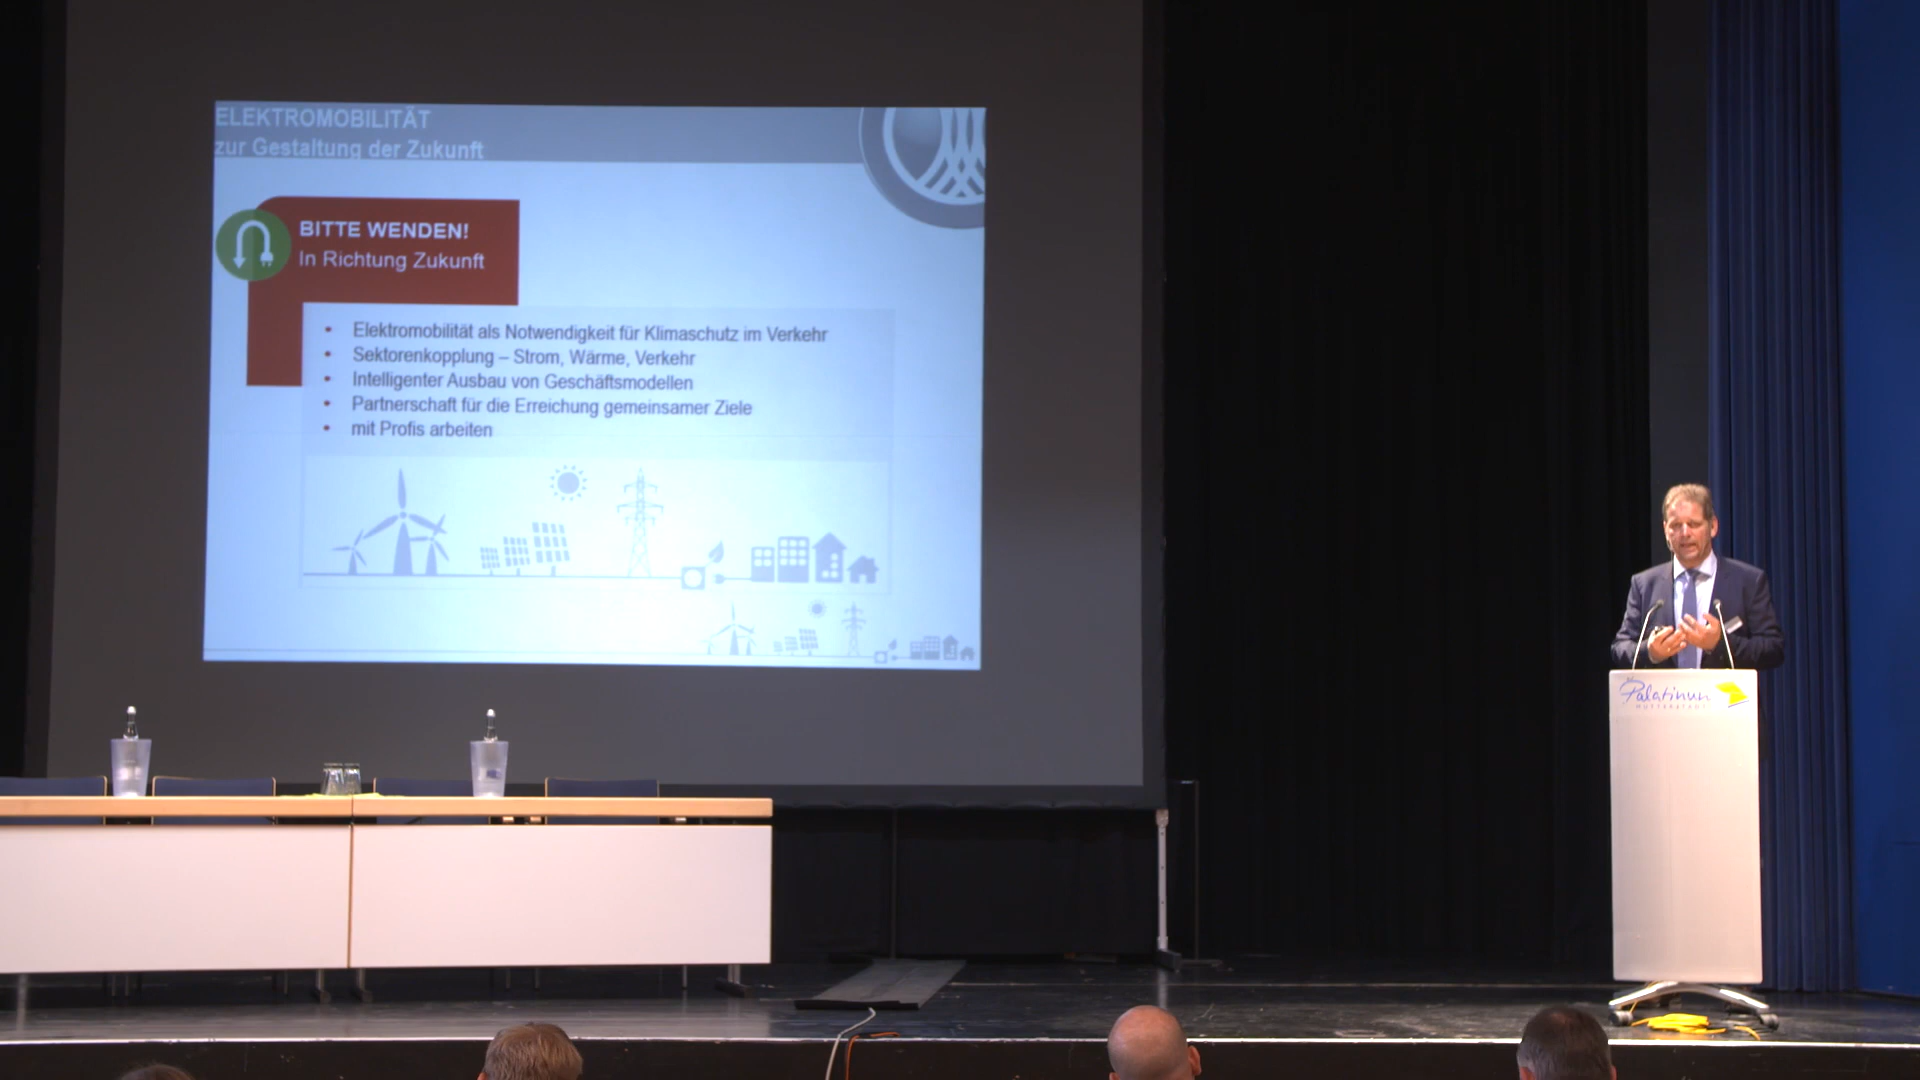 ELEKTROMOBILITÄT
zur Gestaltung der Zukunft
BITTE WENDEN!
In Richtung Zukunft
• Elektromobilität als Notwendigkeit für Klimaschutz im Verkehr
• Sektorenkopplung – Strom, Wärme, Verkehr
• Intelligenter Ausbau von Geschäftsmodellen
• Partnerschaft für die Erreichung gemeinsamer Ziele
• mit Profis arbeiten
Palatinum
MUTTERSTADT